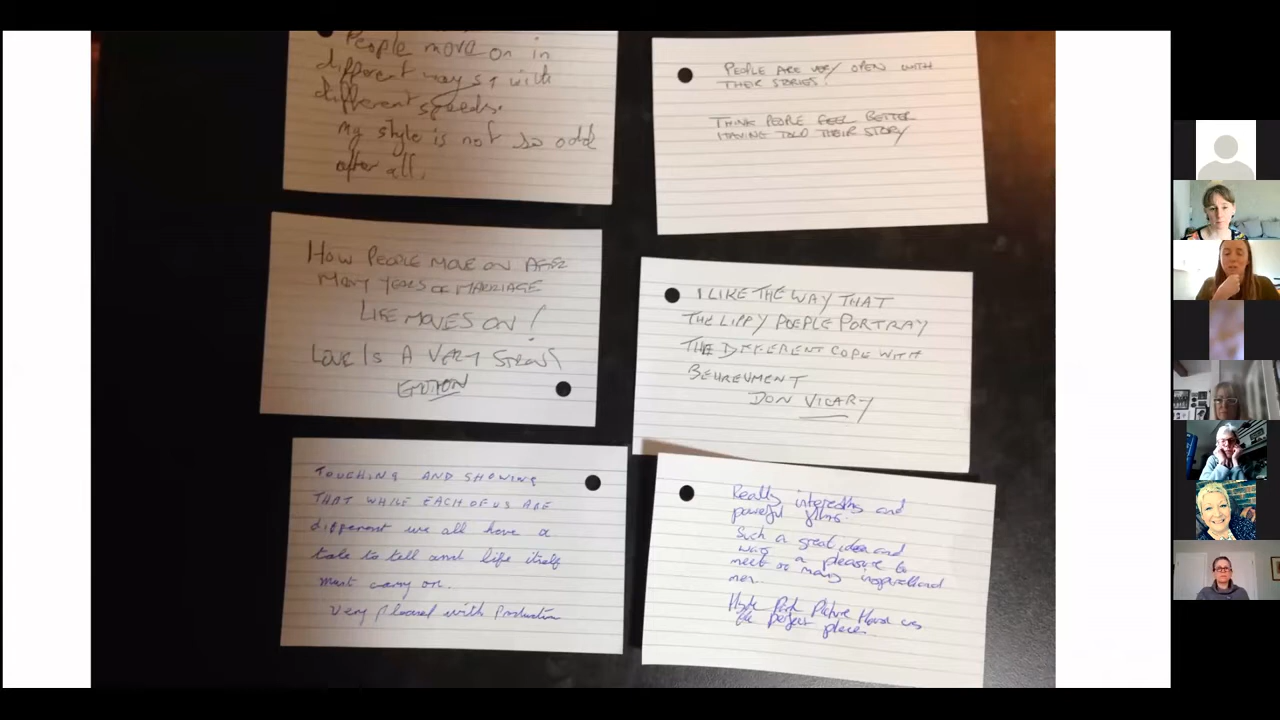 People move on in
different ways & with
different speeds.
My style is not so odd
after all.
PEOPLE ARE VERY OPEN WITH
THEIR STORIES.
THINK PEOPLE FEEL BETTER
HAVING TOLD THEIR STORY
HOW PEOPLE MOVE ON AFTER
MANY YEARS OF MARRIAGE
LIFE MOVES ON!
LOVE IS A VERY STRONG
EMOTION
I LIKE THE WAY THAT
THE LIPPY POEPLE PORTRAY
THE DIFFERENT COPE WITH
BEHREVMENT
DON VICARY
TOUCHING AND SHOWING
THAT WHILE EACH OF US ARE
different we all have a
tale to tell and life itself
must carry on.
Very pleased with production
Really interesting and
powerful films.
Such a great idea and
was a pleasure to
meet so many inspirational
men.
Hyde Park Picture House was
the perfect place.